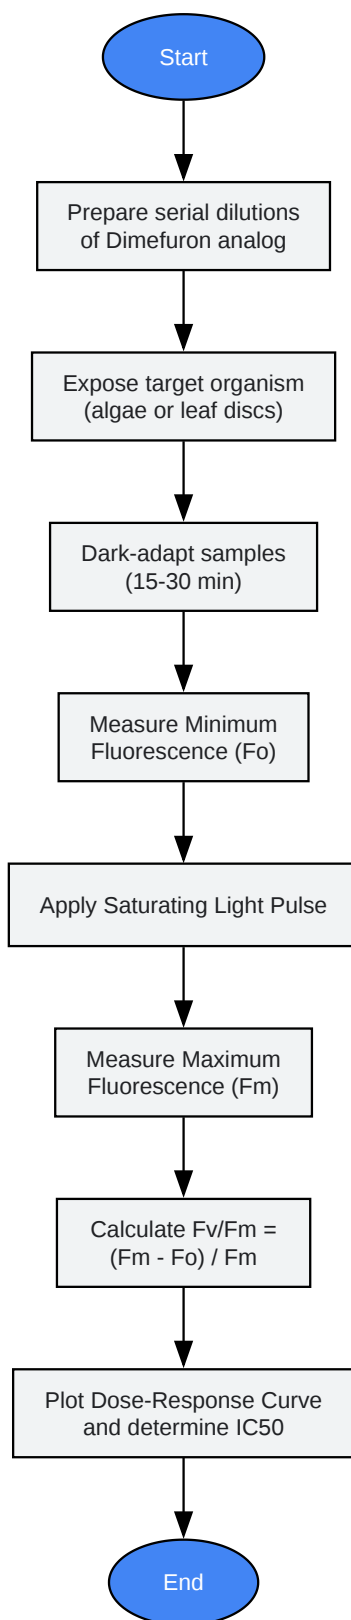 Start
Prepare serial dilutions
of Dimefuron analog
Expose target organism
(algae or leaf discs)
Dark-adapt samples
(15-30 min)
Measure Minimum
Fluorescence (Fo)
Apply Saturating Light Pulse
Measure Maximum
Fluorescence (Fm)
Calculate Fv/Fm =
(Fm - Fo) / Fm
Plot Dose-Response Curve
and determine IC50
End